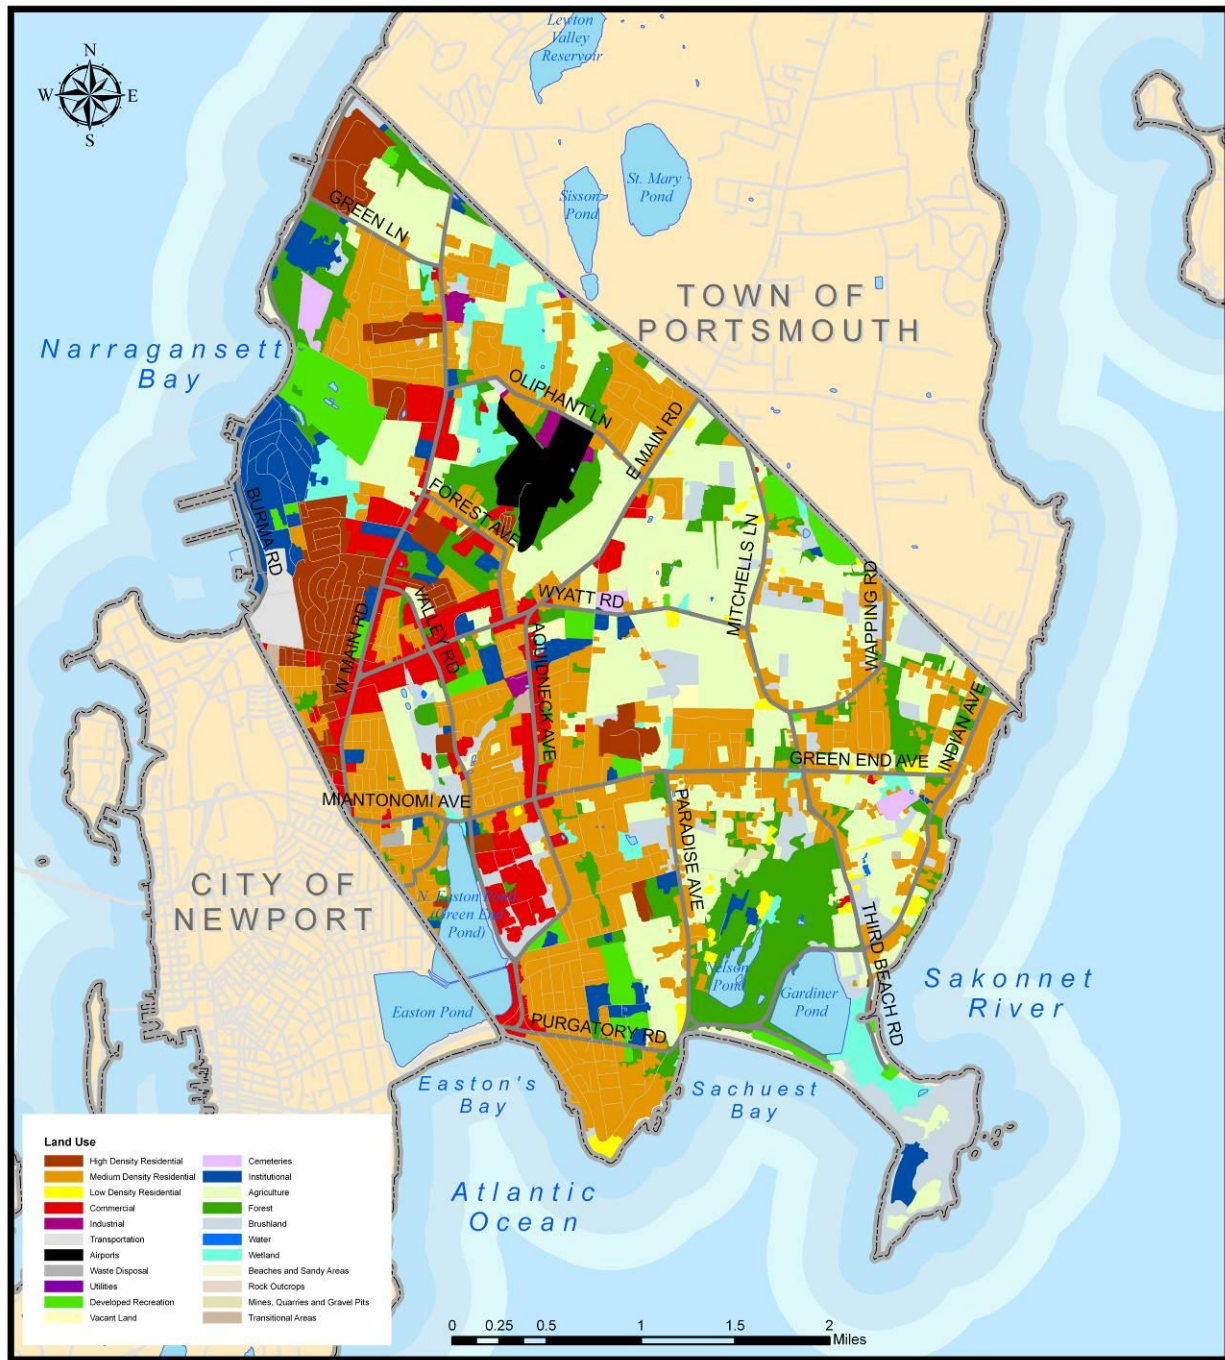 Lewton
Valley
Reservoir
N
W E
S
St. Mary
Pond
Sisson
Pond
GREEN LN
TOWN OF
PORTSMOUTH
Narragansett
Bay
OLIPHANT LN
E MAIN RD
FOREST AVE
BURMA RD
MITCHELLS LN
WAPPING RD
WYATT RD
VALLEY RD
W MAIN RD
AQUIDNECK AVE
INDIAN AVE
GREEN END AVE
MIANTONOMI AVE
PARADISE AVE
CITY OF
NEWPORT
N. Easton Pond
(Green End
Pond)
THIRD BEACH RD
Nelson
Pond
Gardiner
Pond
Sakonnet
River
Easton Pond
PURGATORY RD
Easton's
Bay
Sachuest
Bay
Atlantic
Ocean
Land Use
High Density Residential
Medium Density Residential
Low Density Residential
Commercial
Industrial
Transportation
Airports
Waste Disposal
Utilities
Developed Recreation
Vacant Land
Cemeteries
Institutional
Agriculture
Forest
Brushland
Water
Wetland
Beaches and Sandy Areas
Rock Outcrops
Mines, Quarries and Gravel Pits
Transitional Areas
0 0.25 0.5 1 1.5 2
Miles